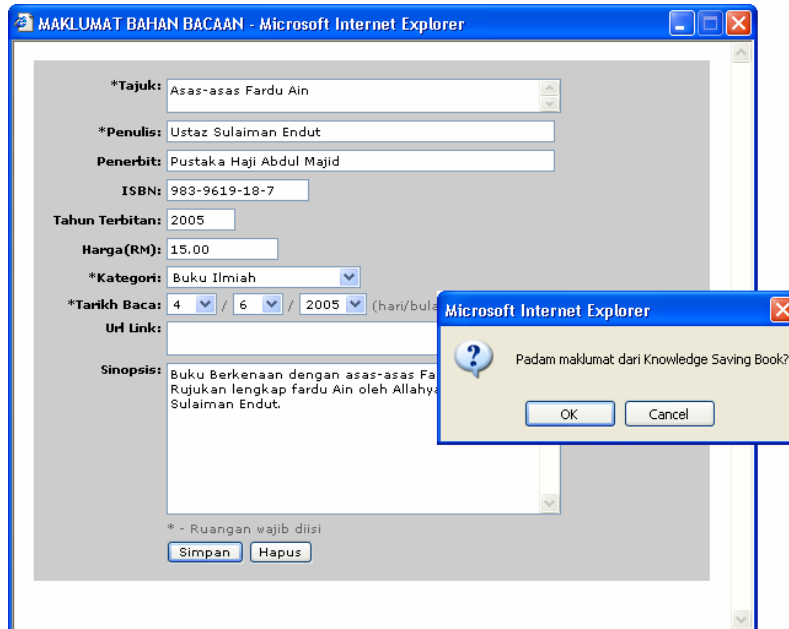 MAKLUMAT BAHAN BACAAN - Microsoft Internet Explorer
*Tajuk: Asas-asas Fardu Ain
*Penulis: Ustaz Sulaiman Endut
Penerbit: Pustaka Haji Abdul Majid
ISBN: 983-9619-18-7
Tahun Terbitan: 2005
Harga(RM): 15.00
*Kategori: Buku Ilmiah
*Tarikh Baca: 4 / 6 / 2005 (hari/bula
Url Link:
Sinopsis: Buku Berkenaan dengan asas-asas Fa
Rujukan lengkap fardu Ain oleh Allahya
Sulaiman Endut.
* - Ruangan wajib diisi
Simpan Hapus
Microsoft Internet Explorer
Padam maklumat dari Knowledge Saving Book?
OK Cancel